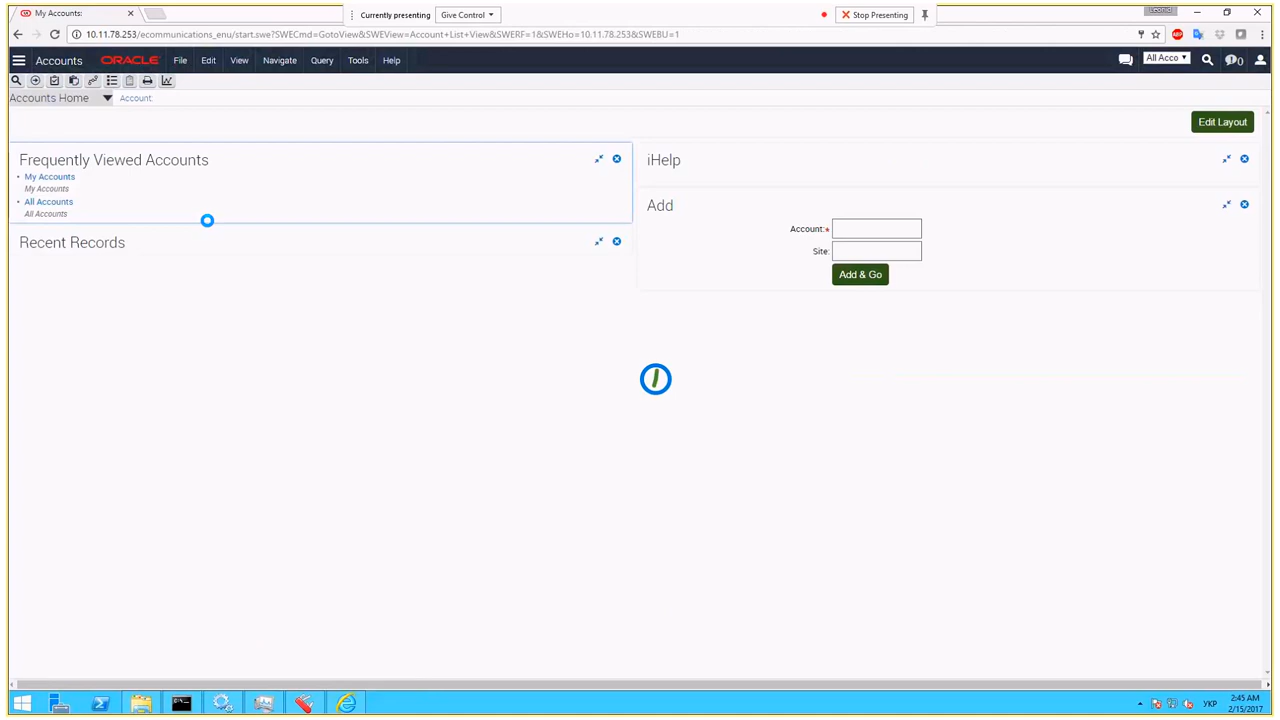 My Accounts:
Currently presenting
Give Control
Stop Presenting
Leonid
10.11.78.253/ecommunications_enu/start.swe?SWECmd=GotoView&SWEView=Account+List+View&SWERF=1&SWEHo=10.11.78.253&SWEBU=1
Accounts
ORACLE
File
Edit
View
Navigate
Query
Tools
Help
All Acco
0
Accounts Home
Account:
Edit Layout
Frequently Viewed Accounts
My Accounts
My Accounts
All Accounts
All Accounts
Recent Records
iHelp
Add
Account:*
Site:
Add & Go
УКР
2:45 AM
2/15/2017